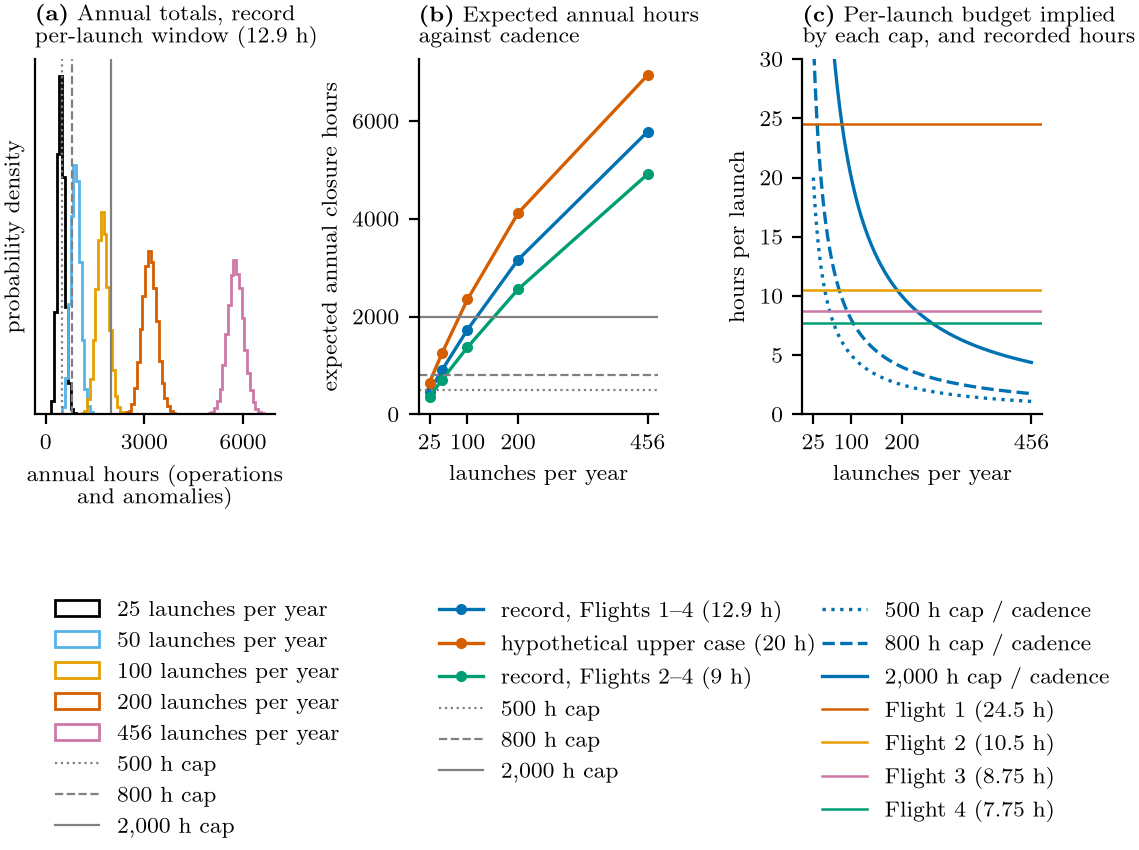 (a) Annual totals, record
per-launch window (12.9 h)
probability density
0
3000
6000
annual hours (operations
and anomalies)
25 launches per year
50 launches per year
100 launches per year
200 launches per year
456 launches per year
500 h cap
800 h cap
2,000 h cap
(b) Expected annual hours
against cadence
expected annual closure hours
6000
4000
2000
0
25
100
200
456
launches per year
record, Flights 1–4 (12.9 h)
hypothetical upper case (20 h)
record, Flights 2–4 (9 h)
500 h cap
800 h cap
2,000 h cap
(c) Per-launch budget implied
by each cap, and recorded hours
hours per launch
30
25
20
15
10
5
0
25
100
200
456
launches per year
500 h cap / cadence
800 h cap / cadence
2,000 h cap / cadence
Flight 1 (24.5 h)
Flight 2 (10.5 h)
Flight 3 (8.75 h)
Flight 4 (7.75 h)